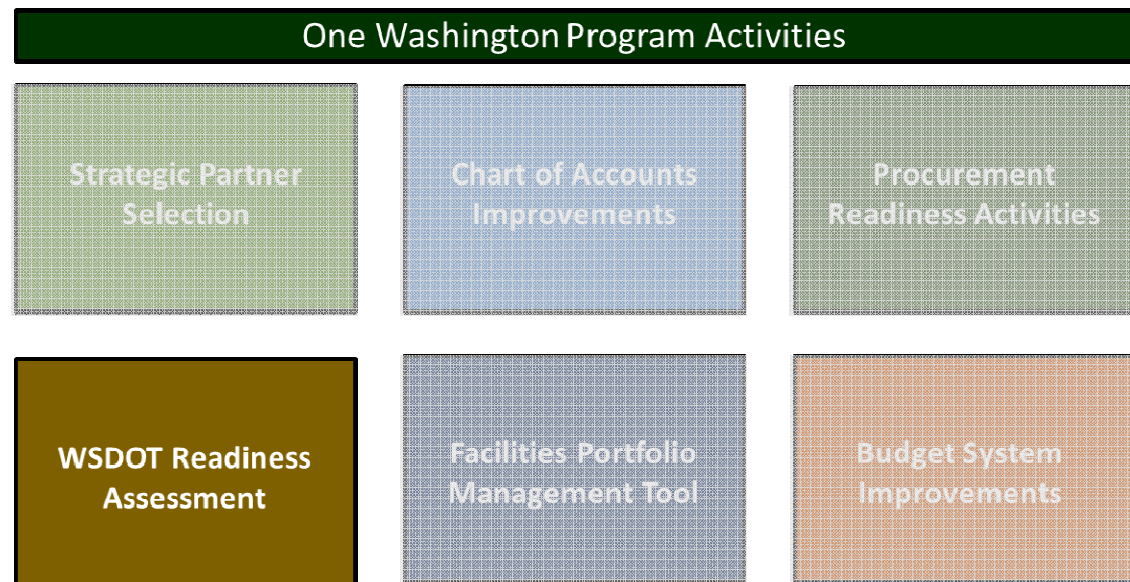 One Washington Program Activities
Strategic Partner
Selection
Chart of Accounts
Improvements
Procurement
Readiness Activities
WSDOT Readiness
Assessment
Facilities Portfolio
Management Tool
Budget System
Improvements